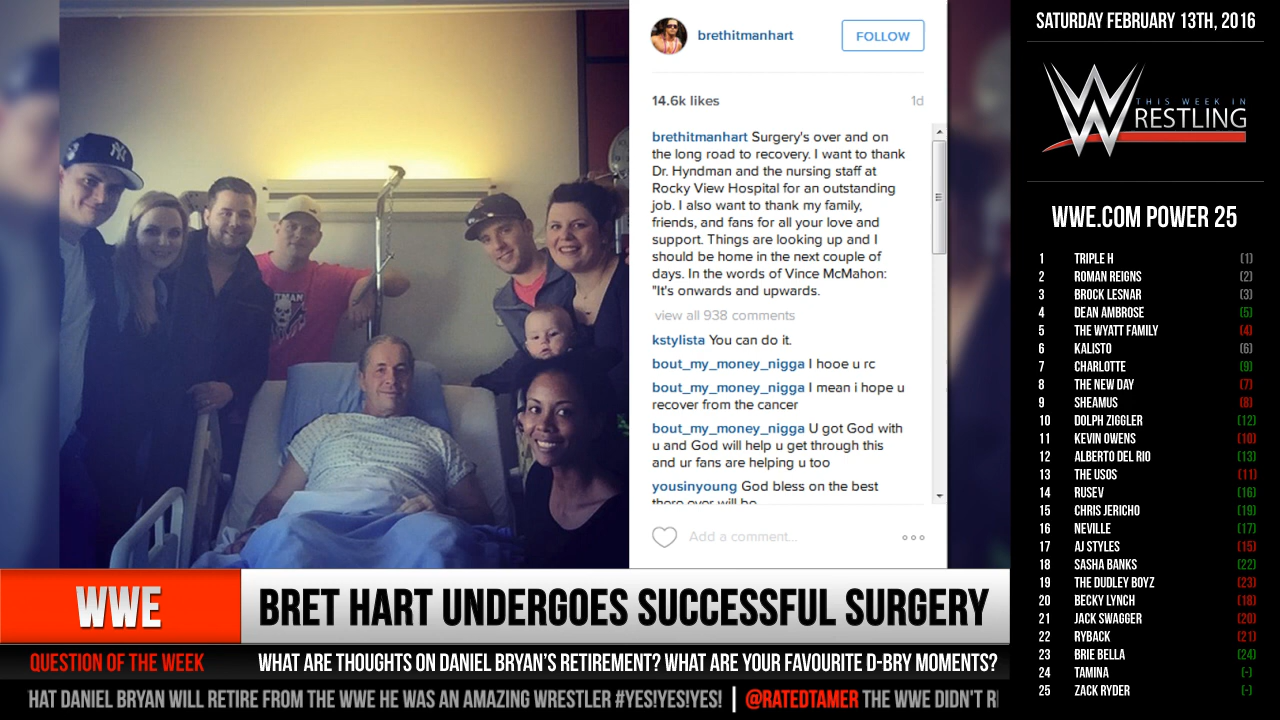 brethitmanhart
FOLLOW
14.6k likes
1d
brethitmanhart Surgery's over and on
the long road to recovery. I want to thank
Dr. Hyndman and the nursing staff at
Rocky View Hospital for an outstanding
job. I also want to thank my family,
friends, and fans for all your love and
support. Things are looking up and I
should be home in the next couple of
days. In the words of Vince McMahon:
"It's onwards and upwards.
view all 938 comments
kstylista You can do it.
bout_my_money_nigga I hooe u rc
bout_my_money_nigga I mean i hope u
recover from the cancer
bout_my_money_nigga U got God with
u and God will help u get through this
and ur fans are helping u too
yousinyoung God bless on the best
there ever will be
Add a comment...
WWE
BRET HART UNDERGOES SUCCESSFUL SURGERY
QUESTION OF THE WEEK
WHAT ARE THOUGHTS ON DANIEL BRYAN'S RETIREMENT? WHAT ARE YOUR FAVOURITE D-BRY MOMENTS?
HAT DANIEL BRYAN WILL RETIRE FROM THE WWE HE WAS AN AMAZING WRESTLER #YES!YES!YES! | @RATEDTAMER THE WWE DIDN'T R
SATURDAY FEBRUARY 13TH, 2016
THIS WEEK IN
WRESTLING
WWE.COM POWER 25
1 TRIPLE H (1)
2 ROMAN REIGNS (2)
3 BROCK LESNAR (3)
4 DEAN AMBROSE (5)
5 THE WYATT FAMILY (4)
6 KALISTO (6)
7 CHARLOTTE (9)
8 THE NEW DAY (7)
9 SHEAMUS (8)
10 DOLPH ZIGGLER (12)
11 KEVIN OWENS (10)
12 ALBERTO DEL RIO (13)
13 THE USOS (11)
14 RUSEV (16)
15 CHRIS JERICHO (19)
16 NEVILLE (17)
17 AJ STYLES (15)
18 SASHA BANKS (22)
19 THE DUDLEY BOYZ (23)
20 BECKY LYNCH (18)
21 JACK SWAGGER (20)
22 RYBACK (21)
23 BRIE BELLA (24)
24 TAMINA (-)
25 ZACK RYDER (-)